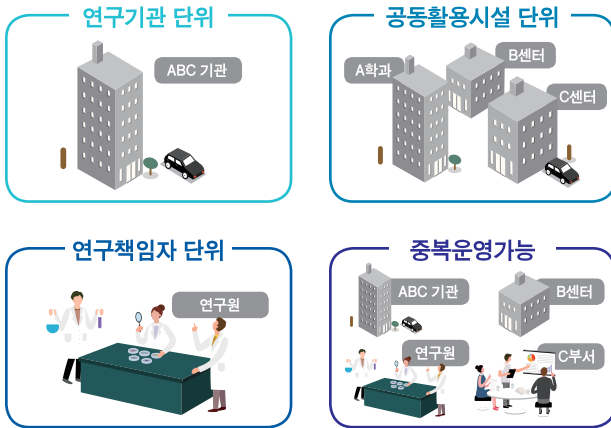 연구기관 단위
ABC 기관
공동활용시설 단위
B센터
A학과
C센터
연구책임자 단위
연구원
중복운영가능
ABC 기관
B센터
연구원
C부서